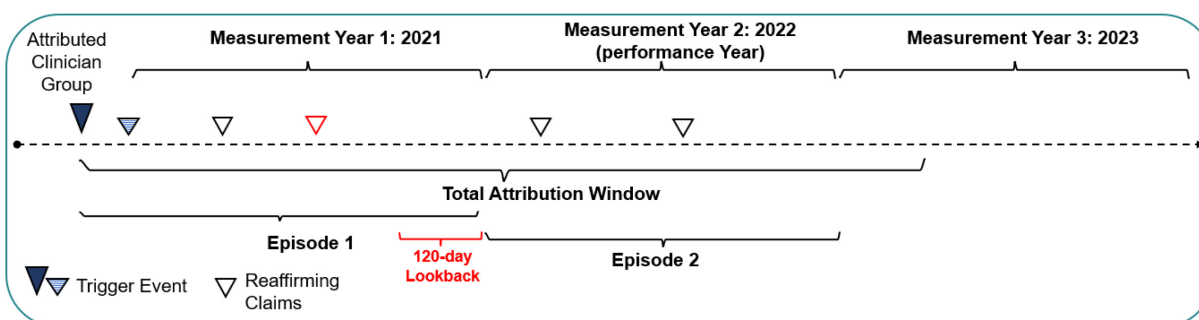 Attributed
Clinician
Group
Measurement Year 1: 2021
Measurement Year 2: 2022
(performance Year)
Measurement Year 3: 2023
Total Attribution Window
Episode 1
120-day
Lookback
Episode 2
Trigger Event
Reaffirming
Claims